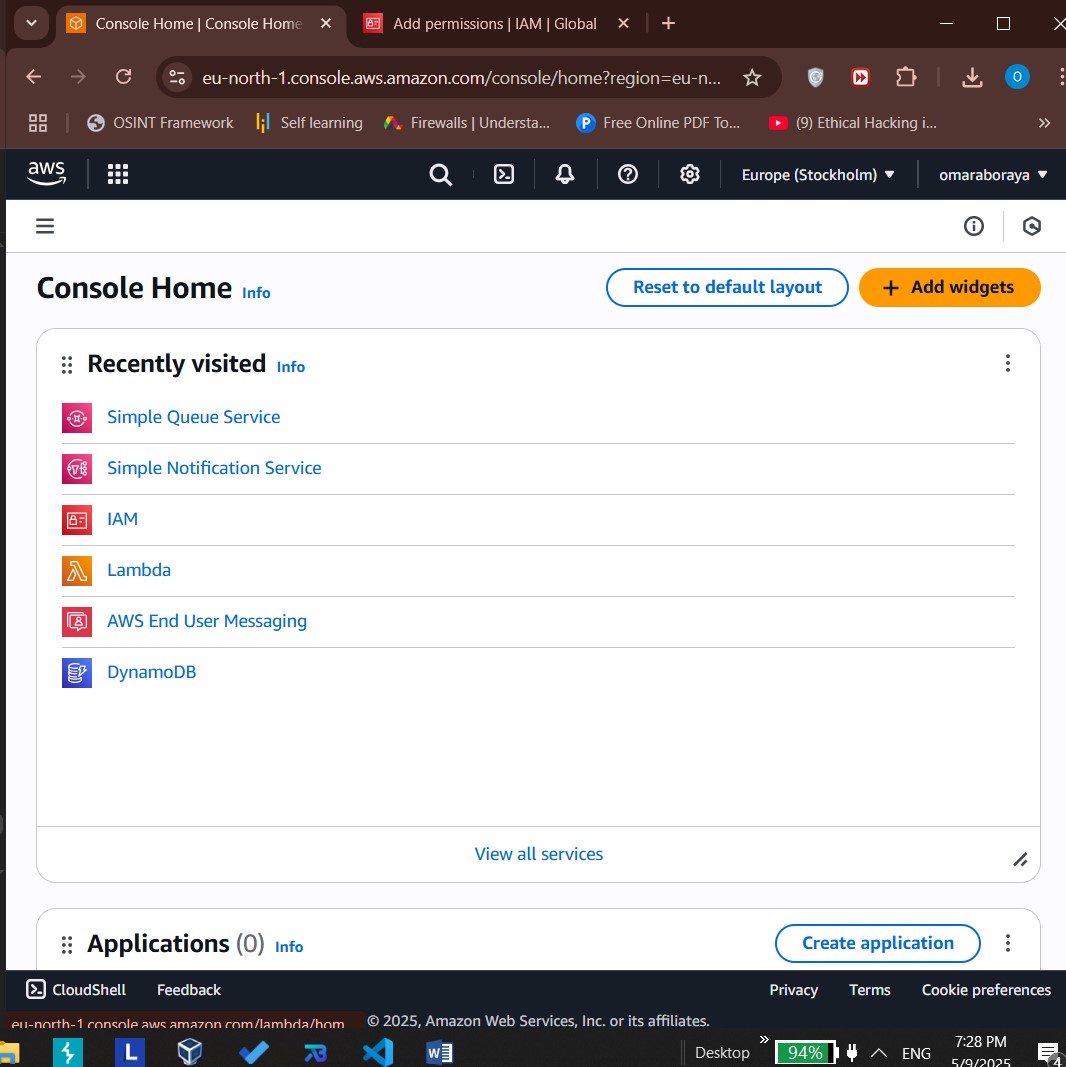 Console Home | Console Home
Add permissions | IAM | Global
eu-north-1.console.aws.amazon.com/console/home?region=eu-n...
O
OSINT Framework
Self learning
Firewalls | Understa...
Free Online PDF To...
(9) Ethical Hacking i...
aws
Europe (Stockholm)
omaraboraya
Console Home Info
Reset to default layout
Add widgets
Recently visited Info
Simple Queue Service
Simple Notification Service
IAM
Lambda
AWS End User Messaging
DynamoDB
View all services
Applications (0) Info
Create application
CloudShell
Feedback
Privacy
Terms
Cookie preferences
eu-north-1.console.aws.amazon.com/lambda/hom...
© 2025, Amazon Web Services, Inc. or its affiliates.
L
Desktop
94%
ENG
7:28 PM
5/9/2025
4